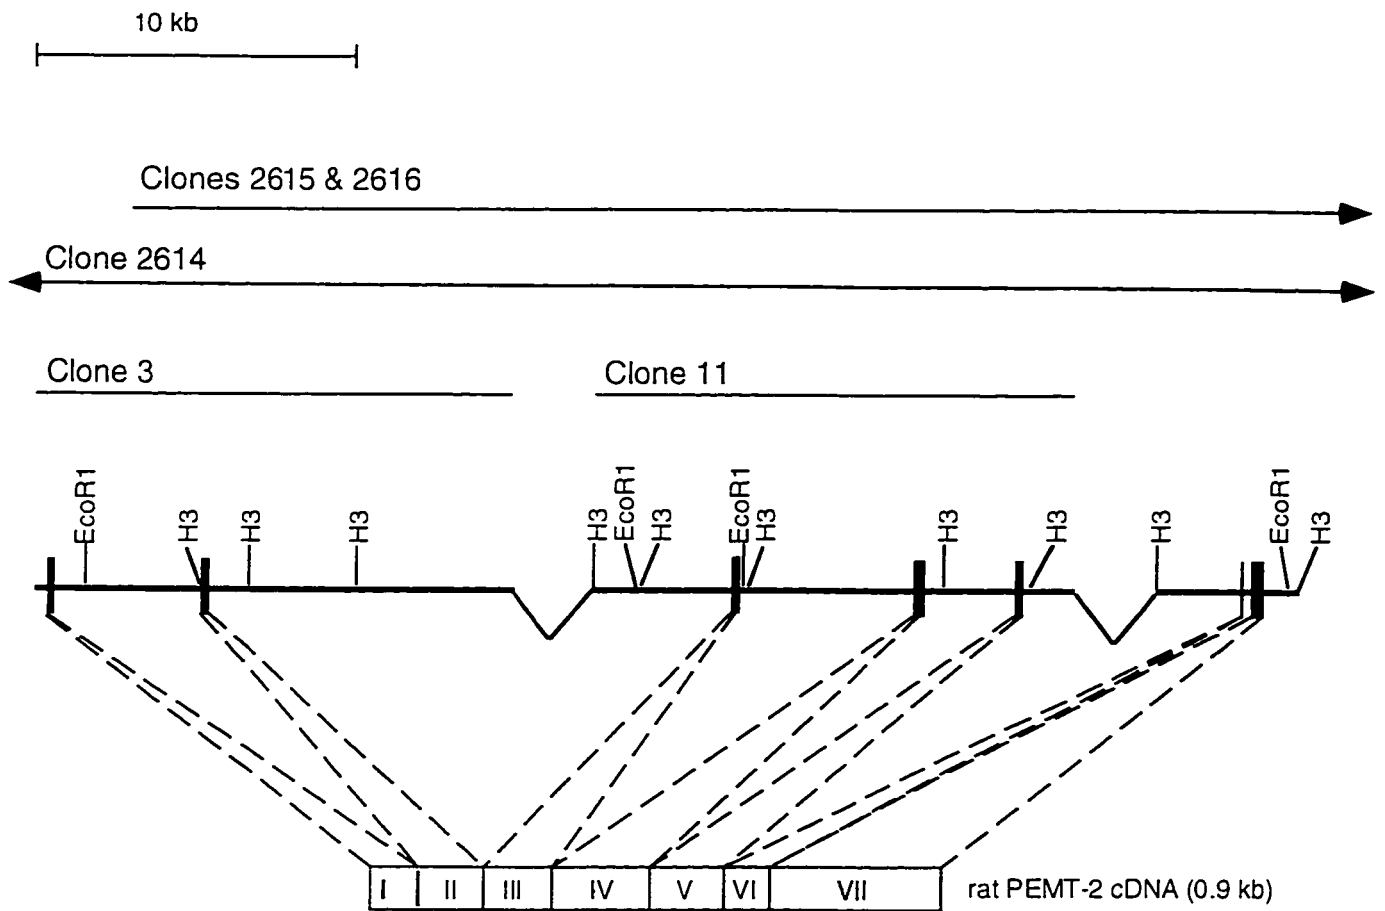 10 kb
Clones 2615 & 2616
Clone 2614
Clone 3
Clone 11
EcoR1
H3
H3
H3
H3
EcoR1
H3
EcoR1
H3
H3
H3
H3
EcoR1
H3
I
II
III
IV
V
VI
VII
rat PEMT-2 cDNA (0.9 kb)